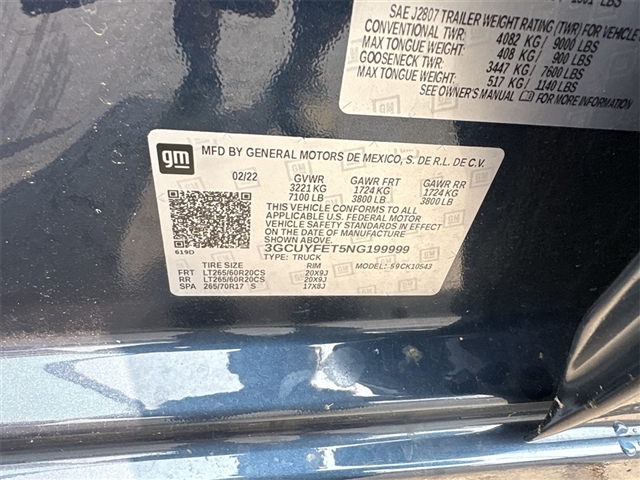 SAE J2807 TRAILER WEIGHT RATING (TWR) FOR VEHICLE
CONVENTIONAL TWR: 4082 KG/ 9000 LBS
MAX TONGUE WEIGHT: 408 KG/ 900 LBS
GOOSENECK TWR: 3447 KG/ 7600 LBS
MAX TONGUE WEIGHT: 517 KG/ 1140 LBS
SEE OWNER'S MANUAL FOR MORE INFORMATION
gm MFD BY GENERAL MOTORS DE MEXICO, S. DE R.L. DE C.V.
02/22 GVWR GAWR FRT GAWR RR
3221 KG 1724 KG 1724 KG
7100 LB 3800 LB 3800 LB
THIS VEHICLE CONFORMS TO ALL
APPLICABLE U.S. FEDERAL MOTOR
VEHICLE SAFETY STANDARDS IN EFFECT
ON THE DATE OF MANUFACTURE
3GCUYFET5NG199999
619D TYPE: TRUCK
TIRE SIZE RIM MODEL: S9CK10543
FRT LT265/60R20CS 20X9J
RR LT265/60R20CS 20X9J
SPA 265/70R17 S 17X8J